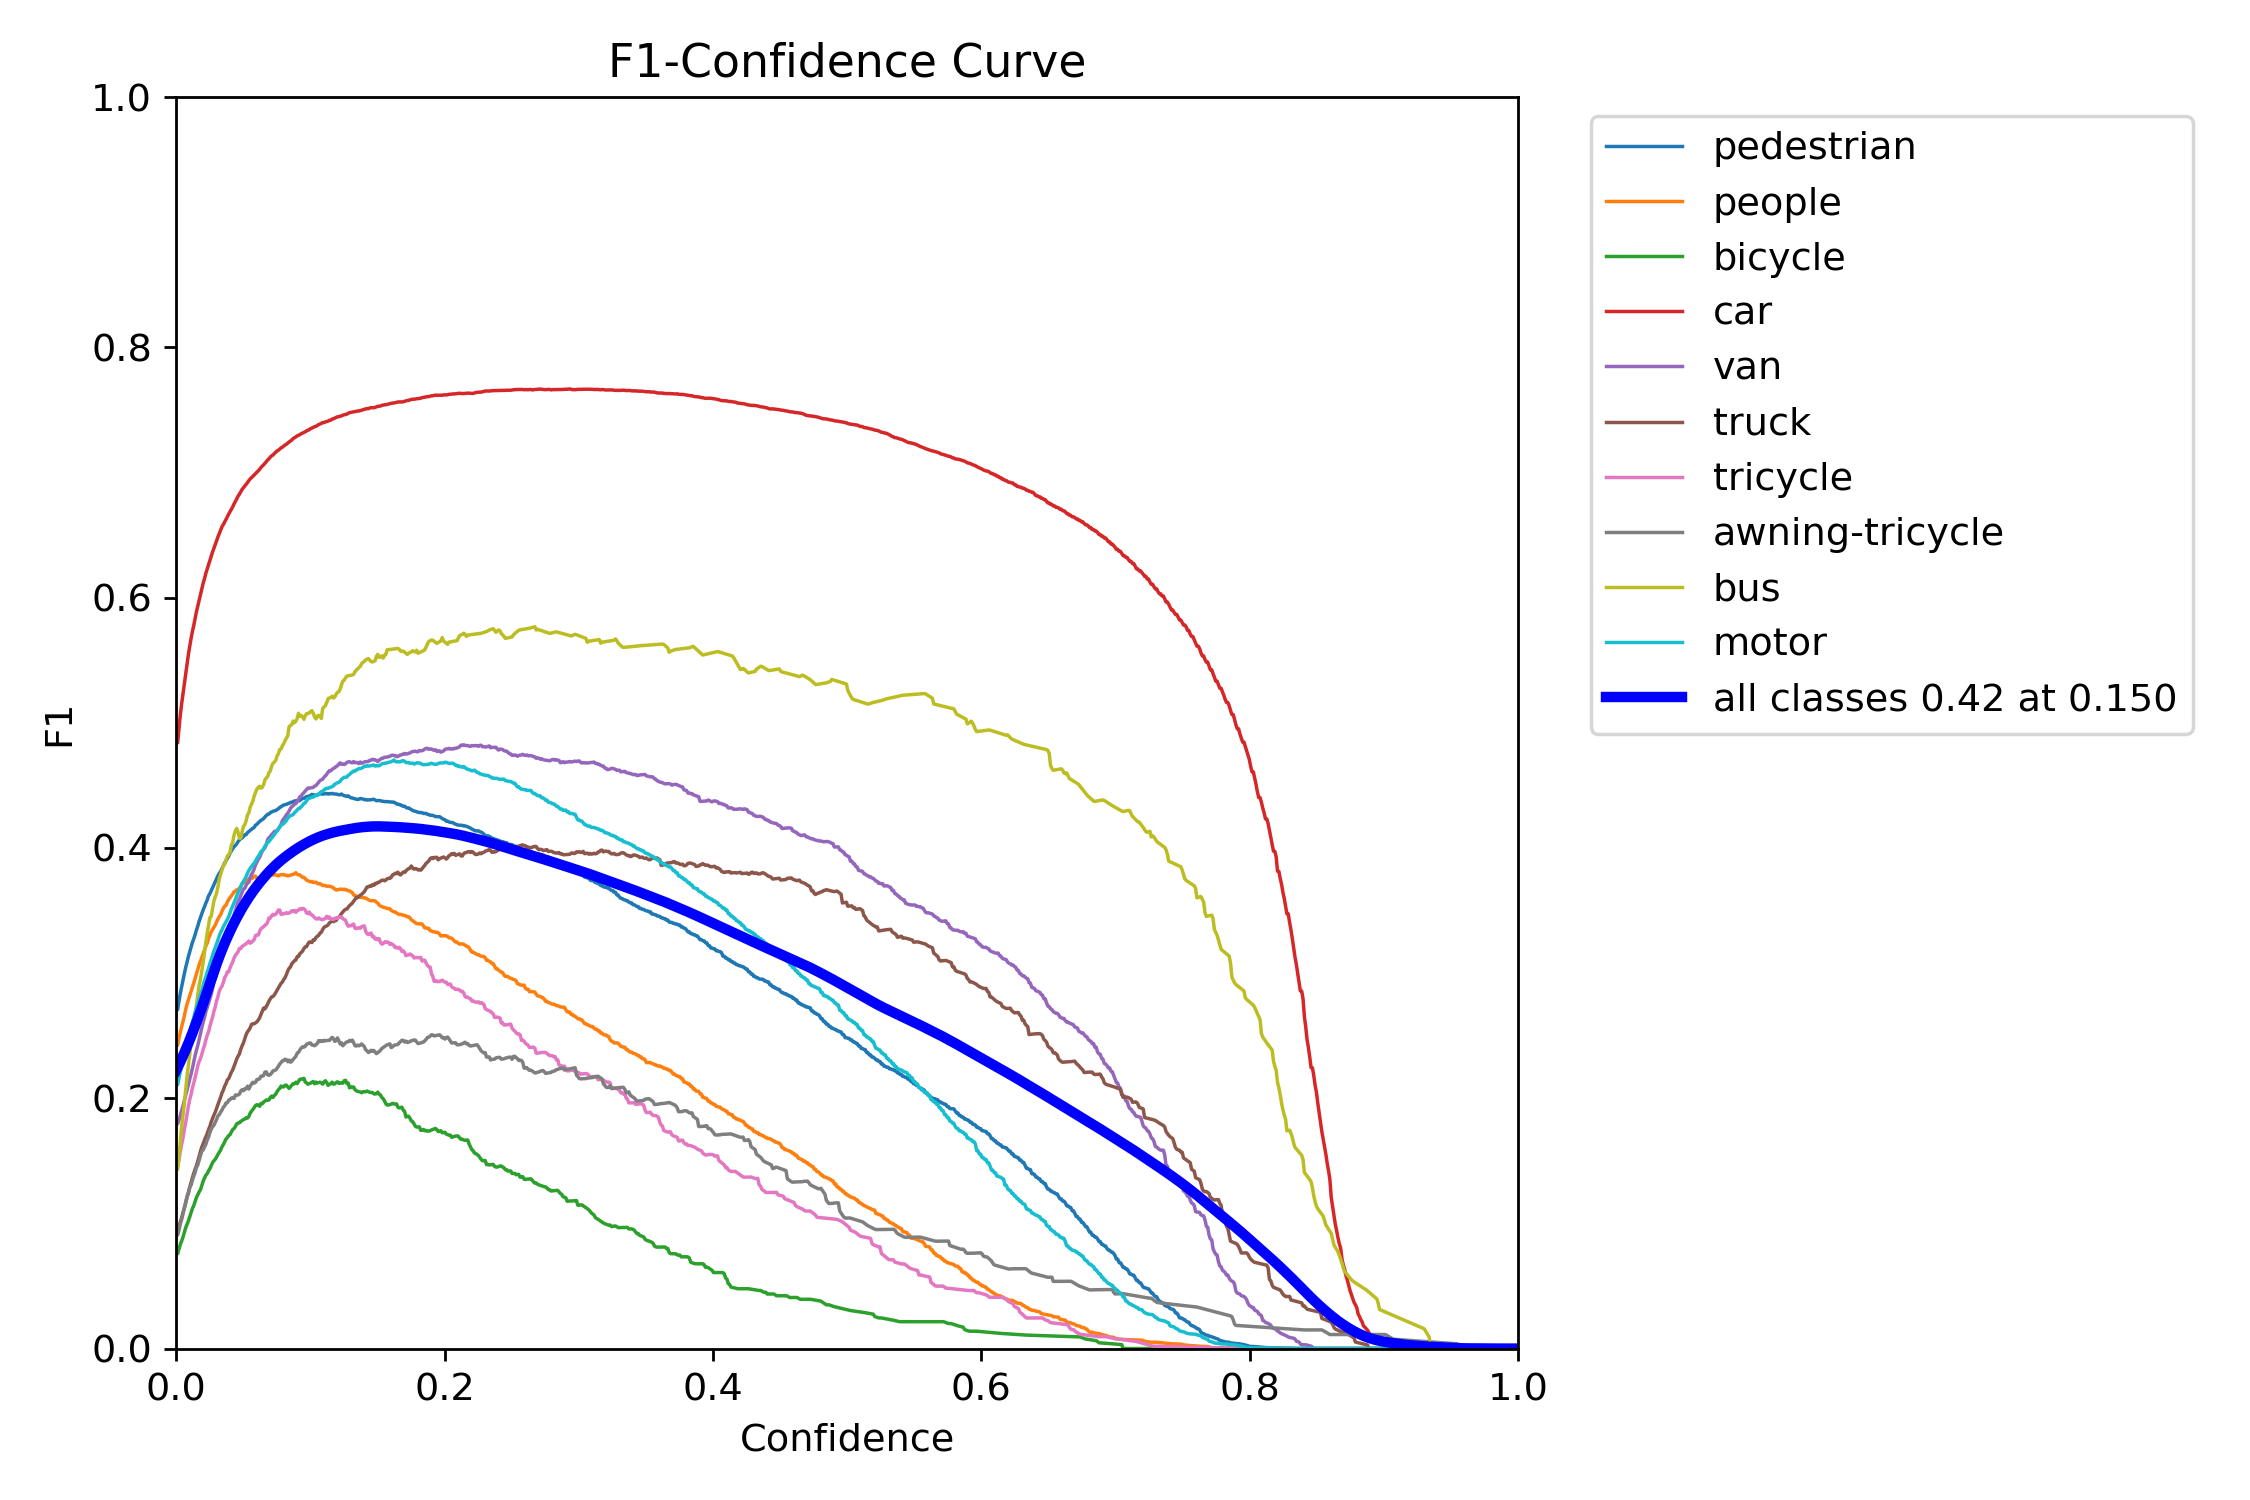 F1-Confidence Curve
1.0
0.8
0.6
0.4
0.2
0.0
F1
0.0 0.2 0.4 0.6 0.8 1.0
Confidence
pedestrian
people
bicycle
car
van
truck
tricycle
awning-tricycle
bus
motor
all classes 0.42 at 0.150